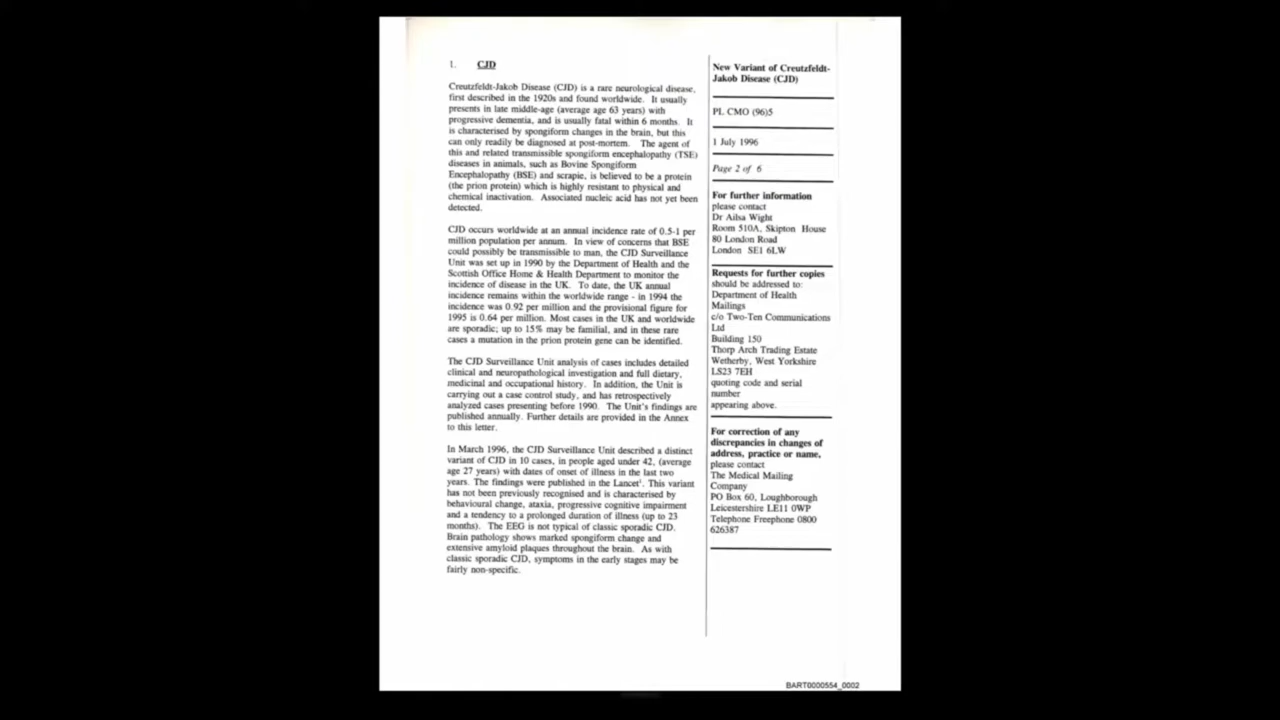 1. CJD
Creutzfeldt-Jakob Disease (CJD) is a rare neurological disease,
first described in the 1920s and found worldwide. It usually
presents in late middle-age (average age 63 years) with
progressive dementia, and is usually fatal within 6 months. It
is characterised by spongiform changes in the brain, but this
can only readily be diagnosed at post-mortem. The agent of
this and related transmissible spongiform encephalopathy (TSE)
diseases in animals, such as Bovine Spongiform
Encephalopathy (BSE) and scrapie, is believed to be a protein
(the prion protein) which is highly resistant to physical and
chemical inactivation. Associated nucleic acid has not yet been
detected.
CJD occurs worldwide at an annual incidence rate of 0.5-1 per
million population per annum. In view of concerns that BSE
could possibly be transmissible to man, the CJD Surveillance
Unit was set up in 1990 by the Department of Health and the
Scottish Office Home & Health Department to monitor the
incidence of disease in the UK. To date, the UK annual
incidence remains within the worldwide range - in 1994 the
incidence was 0.92 per million and the provisional figure for
1995 is 0.64 per million. Most cases in the UK and worldwide
are sporadic; up to 15% may be familial, and in these rare
cases a mutation in the prion protein gene can be identified.
The CJD Surveillance Unit analysis of cases includes detailed
clinical and neuropathological investigation and full dietary,
medicinal and occupational history. In addition, the Unit is
carrying out a case control study, and has retrospectively
analyzed cases presenting before 1990. The Unit's findings are
published annually. Further details are provided in the Annex
to this letter.
In March 1996, the CJD Surveillance Unit described a distinct
variant of CJD in 10 cases, in people aged under 42, (average
age 27 years) with dates of onset of illness in the last two
years. The findings were published in the Lancet¹. This variant
has not been previously recognised and is characterised by
behavioural change, ataxia, progressive cognitive impairment
and a tendency to a prolonged duration of illness (up to 23
months). The EEG is not typical of classic sporadic CJD.
Brain pathology shows marked spongiform change and
extensive amyloid plaques throughout the brain. As with
classic sporadic CJD, symptoms in the early stages may be
fairly non-specific.
New Variant of Creutzfeldt-
Jakob Disease (CJD)
PL CMO (96)5
1 July 1996
Page 2 of 6
For further information
please contact
Dr Ailsa Wight
Room 510A, Skipton House
80 London Road
London SE1 6LW
Requests for further copies
should be addressed to:
Department of Health
Mailings
c/o Two-Ten Communications
Ltd
Building 150
Thorp Arch Trading Estate
Wetherby, West Yorkshire
LS23 7EH
quoting code and serial
number
appearing above.
For correction of any
discrepancies in changes of
address, practice or name,
please contact
The Medical Mailing
Company
PO Box 60, Loughborough
Leicestershire LE11 0WP
Telephone Freephone 0800
626387
BART0000554_0002